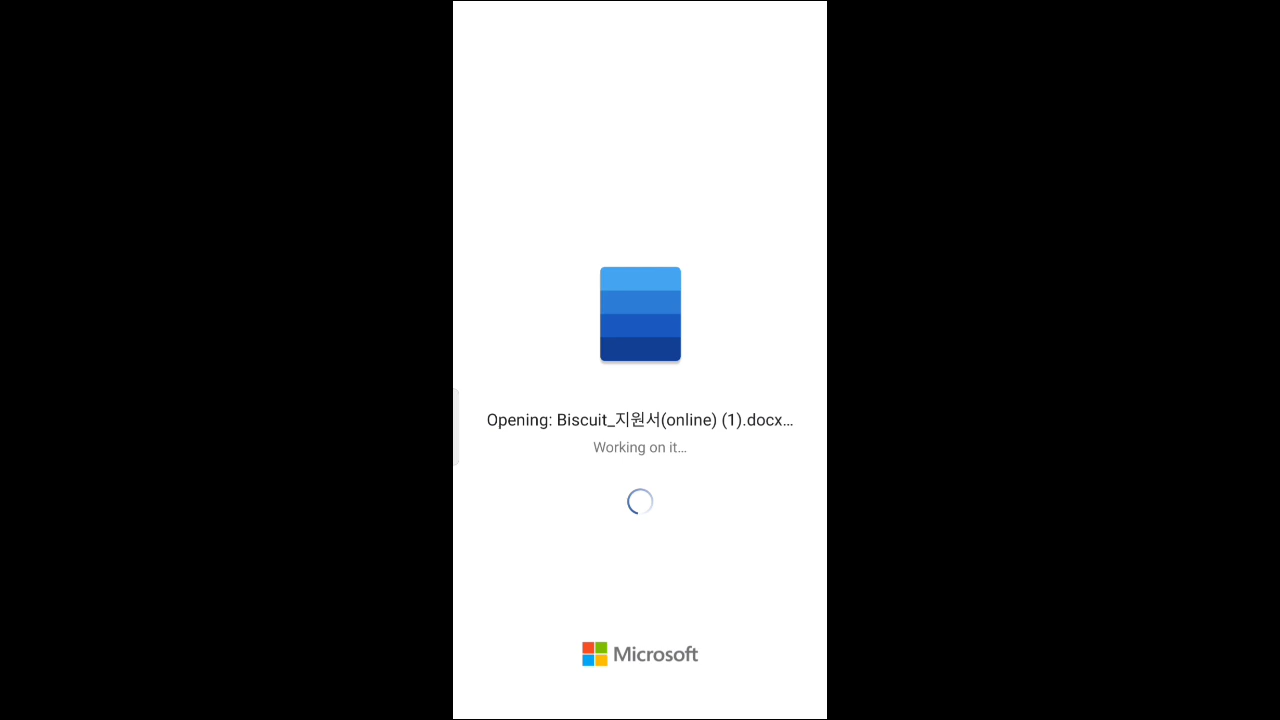 Opening: Biscuit_지원서(online) (1).docx...
Working on it...
Microsoft